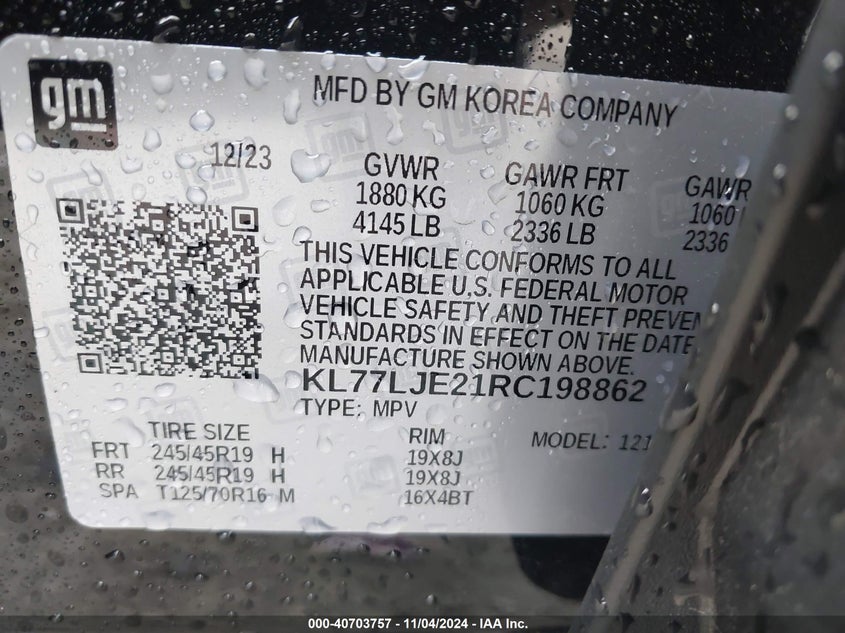 gm
MFD BY GM KOREA COMPANY
12/23
GVWR GAWR FRT GAWR
1880 KG 1060 KG 1060
4145 LB 2336 LB 2336
THIS VEHICLE CONFORMS TO ALL
APPLICABLE U.S. FEDERAL MOTOR
VEHICLE SAFETY AND THEFT PREVEN
STANDARDS IN EFFECT ON THE DATE
MANUFACTURE SHOWN ABOVE.
KL77LJE21RC198862
TYPE: MPV
TIRE SIZE RIM MODEL: 121
FRT 245/45R19 H 19X8J
RR 245/45R19 H 19X8J
SPA T125/70R16 M 16X4BT
000-40703757 - 11/04/2024 - IAA Inc.